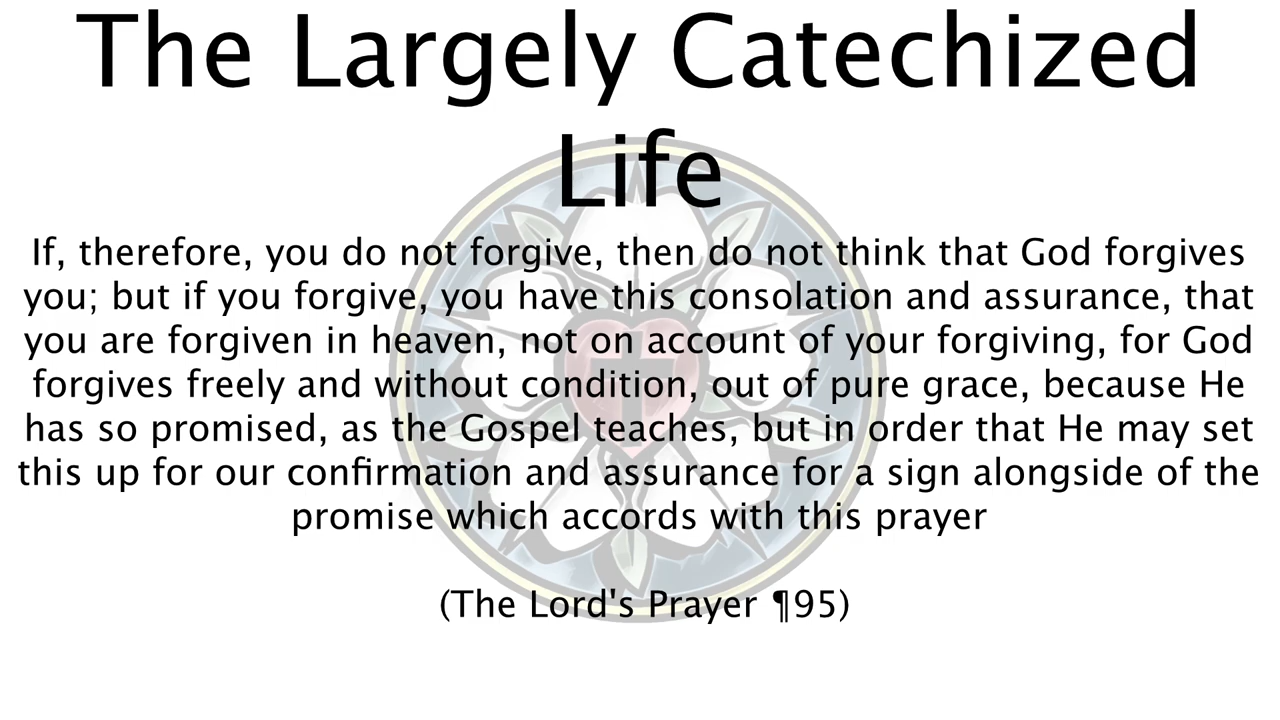 The Largely Catechized
Life
If, therefore, you do not forgive, then do not think that God forgives
you; but if you forgive, you have this consolation and assurance, that
you are forgiven in heaven, not on account of your forgiving, for God
forgives freely and without condition, out of pure grace, because He
has so promised, as the Gospel teaches, but in order that He may set
this up for our confirmation and assurance for a sign alongside of the
promise which accords with this prayer
(The Lord's Prayer ¶95)